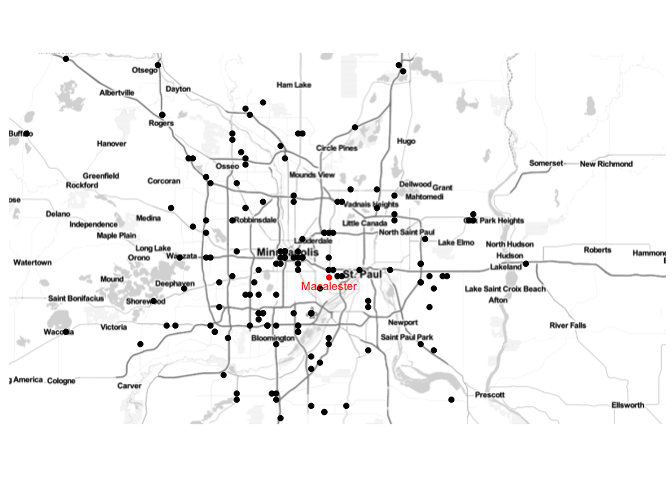 Otsego
Albertville
Dayton
Ham Lake
Rogers
Buffalo
Hanover
Circle Pines
Hugo
Osseo
Somerset
New Richmond
Greenfield
Rockford
Corcoran
Mounds View
Dellwood
Grant
Mahtomedi
ose
Vadnais Heights
Delano
Medina
Robbinsdale
Little Canada
Oak Park Heights
Independence
Maple Plain
North Saint Paul
Lauderdale
Lake Elmo
North Hudson
Long Lake
Orono
Wayzata
Minneapolis
Hudson
Roberts
Hammond
Watertown
St. Paul
Lakeland
Mound
Deephaven
Macalester
Lake Saint Croix Beach
Saint Bonifacius
Shorewood
Afton
Waconia
Victoria
Newport
River Falls
Bloomington
Saint Paul Park
g America
Cologne
Carver
Prescott
Ellsworth